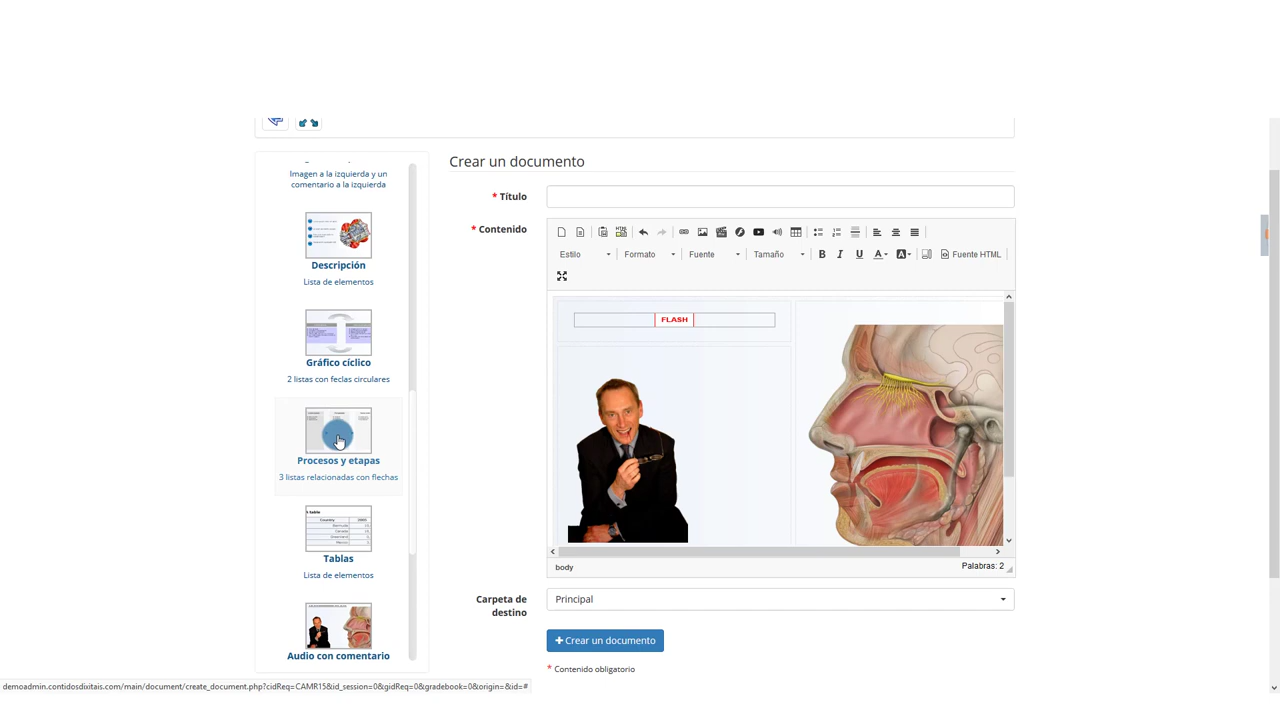 Crear un documento
Imagen a la izquierda y un
comentario a la izquierda
Descripción
Lista de elementos
Gráfico cíclico
2 listas con feclas circulares
Procesos y etapas
3 listas relacionadas con flechas
Tablas
Lista de elementos
Audio con comentario
* Título
* Contenido
Estilo
Formato
Fuente
Tamaño
B I U A A
Fuente HTML
FLASH
body
Palabras: 2
Carpeta de
destino
Principal
Crear un documento
* Contenido obligatorio
demoadmin.contidosdixitais.com/main/document/create_document.php?cidReq=CAMR15&id_session=0&gidReq=0&gradebook=0&origin=&id=#